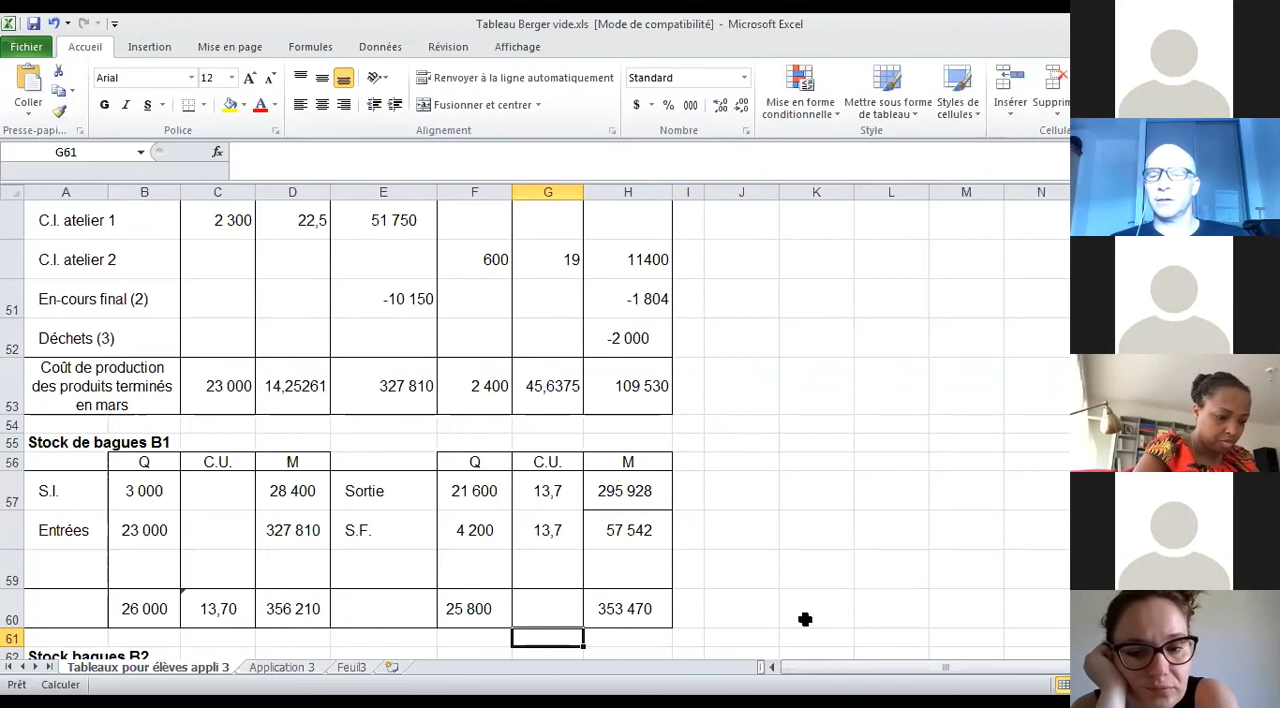 Tableau Berger vide.xls [Mode de compatibilité] - Microsoft Excel
Fichier Accueil Insertion Mise en page Formules Données Révision Affichage
Coller
Arial 12
G I S
Renvoyer à la ligne automatiquement
Fusionner et centrer
Standard
$ % 000
Mise en forme conditionnelle
Mettre sous forme de tableau
Styles de cellules
Insérer
Supprim
Presse-papi... Police Alignement Nombre Style Cellule
G61 fx
A B C D E F G H I J K L M N
C.I. atelier 1 2 300 22,5 51 750
C.I. atelier 2 600 19 11400
51 En-cours final (2) -10 150 -1 804
52 Déchets (3) -2 000
53 Coût de production des produits terminés en mars 23 000 14,25261 327 810 2 400 45,6375 109 530
54
55 Stock de bagues B1
56 Q C.U. M Q C.U. M
57 S.I. 3 000 28 400 Sortie 21 600 13,7 295 928
Entrées 23 000 327 810 S.F. 4 200 13,7 57 542
59
60 26 000 13,70 356 210 25 800 353 470
61
62 Stock bagues B2
Tableaux pour élèves appli 3 Application 3 Feuil3
Prêt Calculer